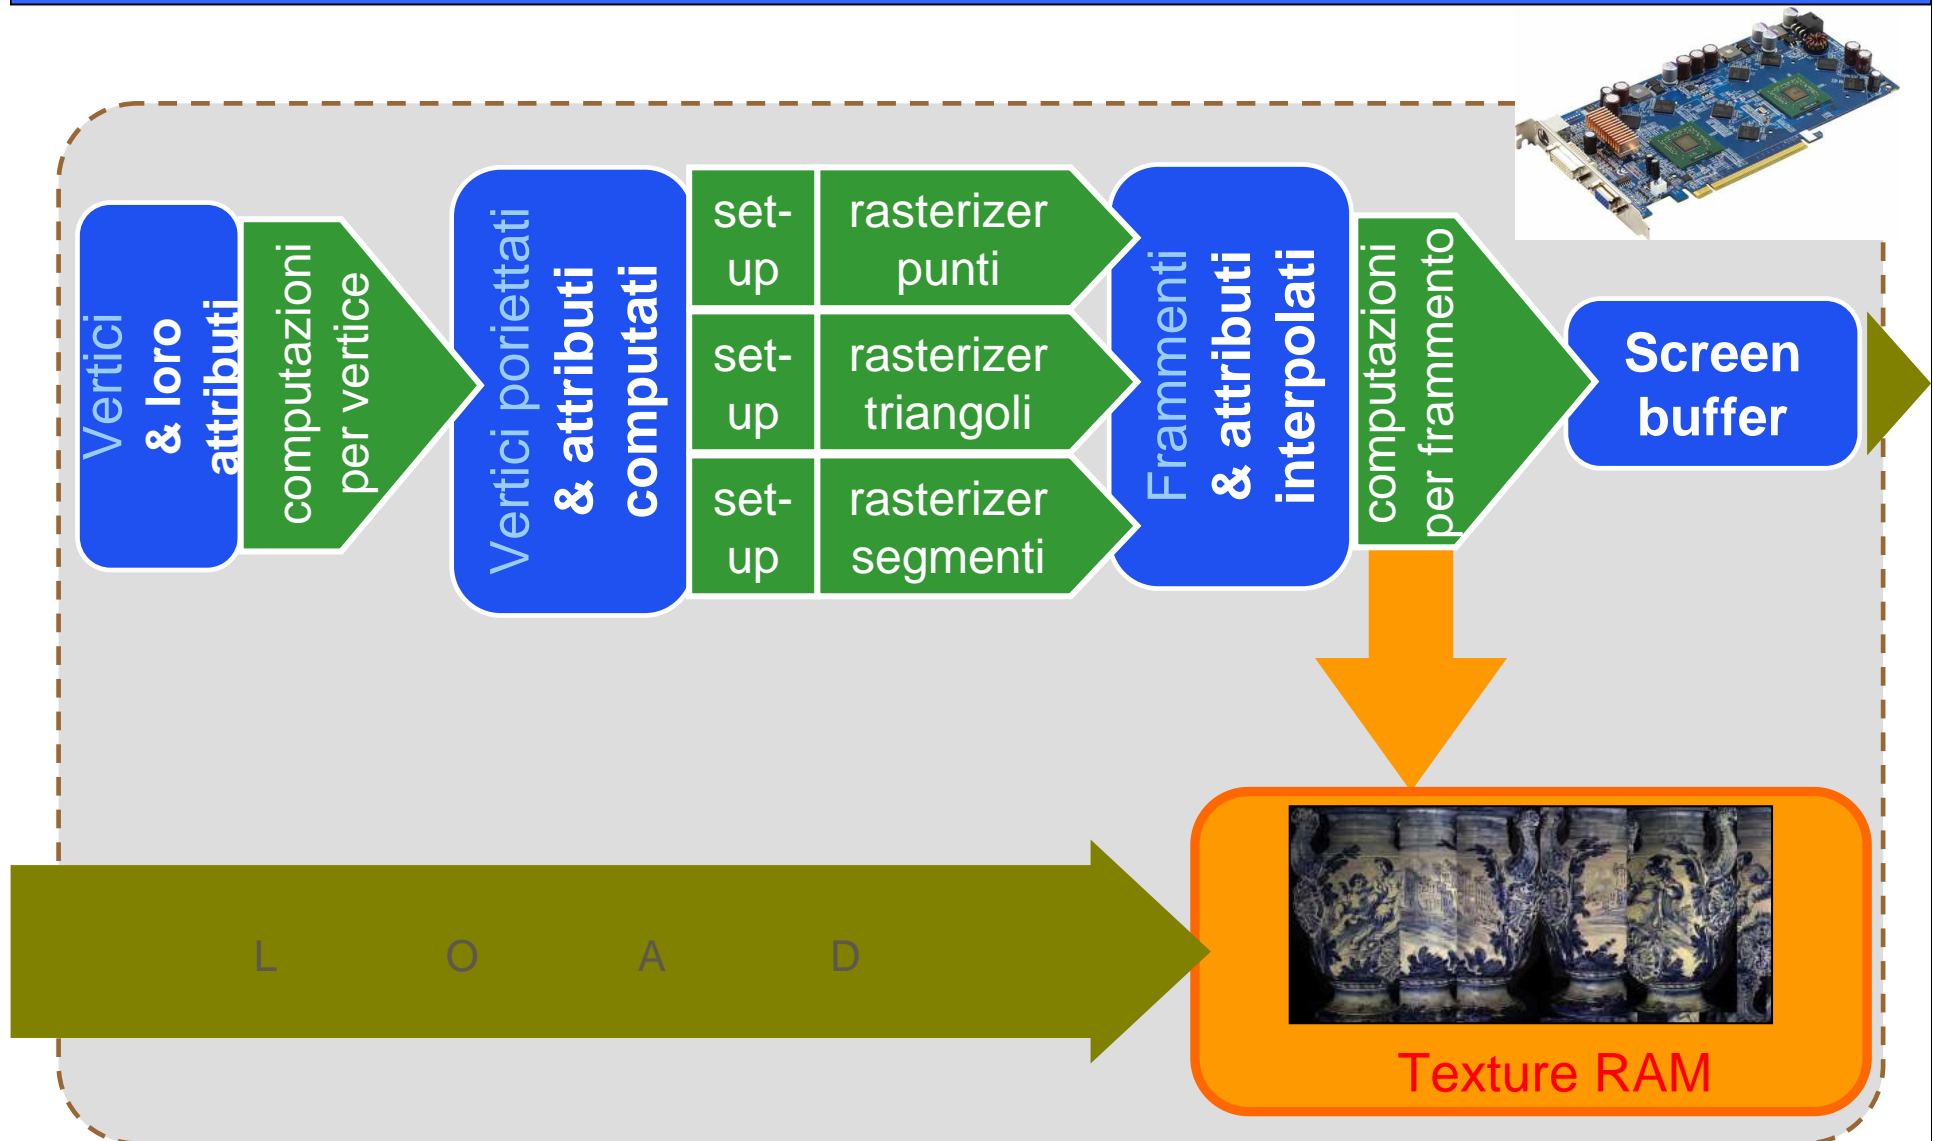 Vertici
& loro
attributi
computazioni
per vertice
Vertici poriettati
& attributi
computati
set-
up
rasterizer
punti
set-
up
rasterizer
triangoli
set-
up
rasterizer
segmenti
Frammenti
& attributi
interpolati
computazioni
per frammento
Screen
buffer
L O A D
Texture RAM